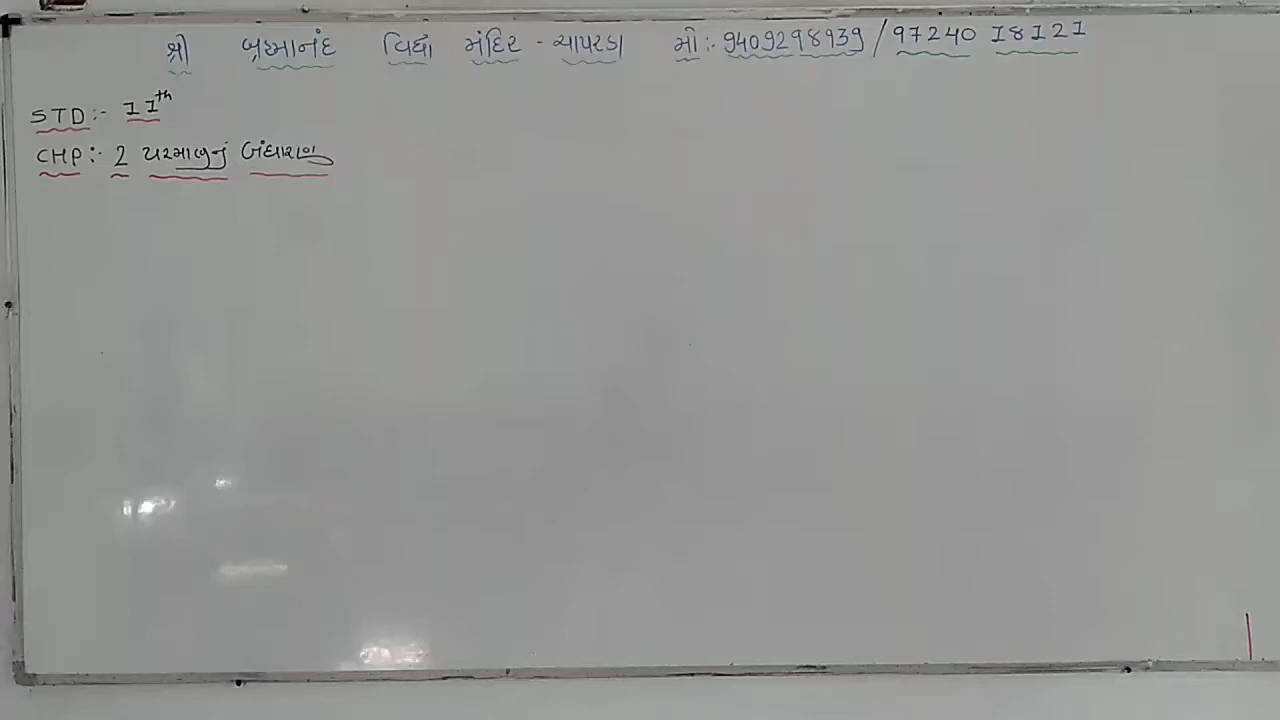 શ્રી બ્રહ્માનંદ વિદ્યા મંદિર - ચાપરડા મો :- 9409298939 / 97240 18121
STD :- 11th
CHP :- 2 પરમાણુનું બંધારણ